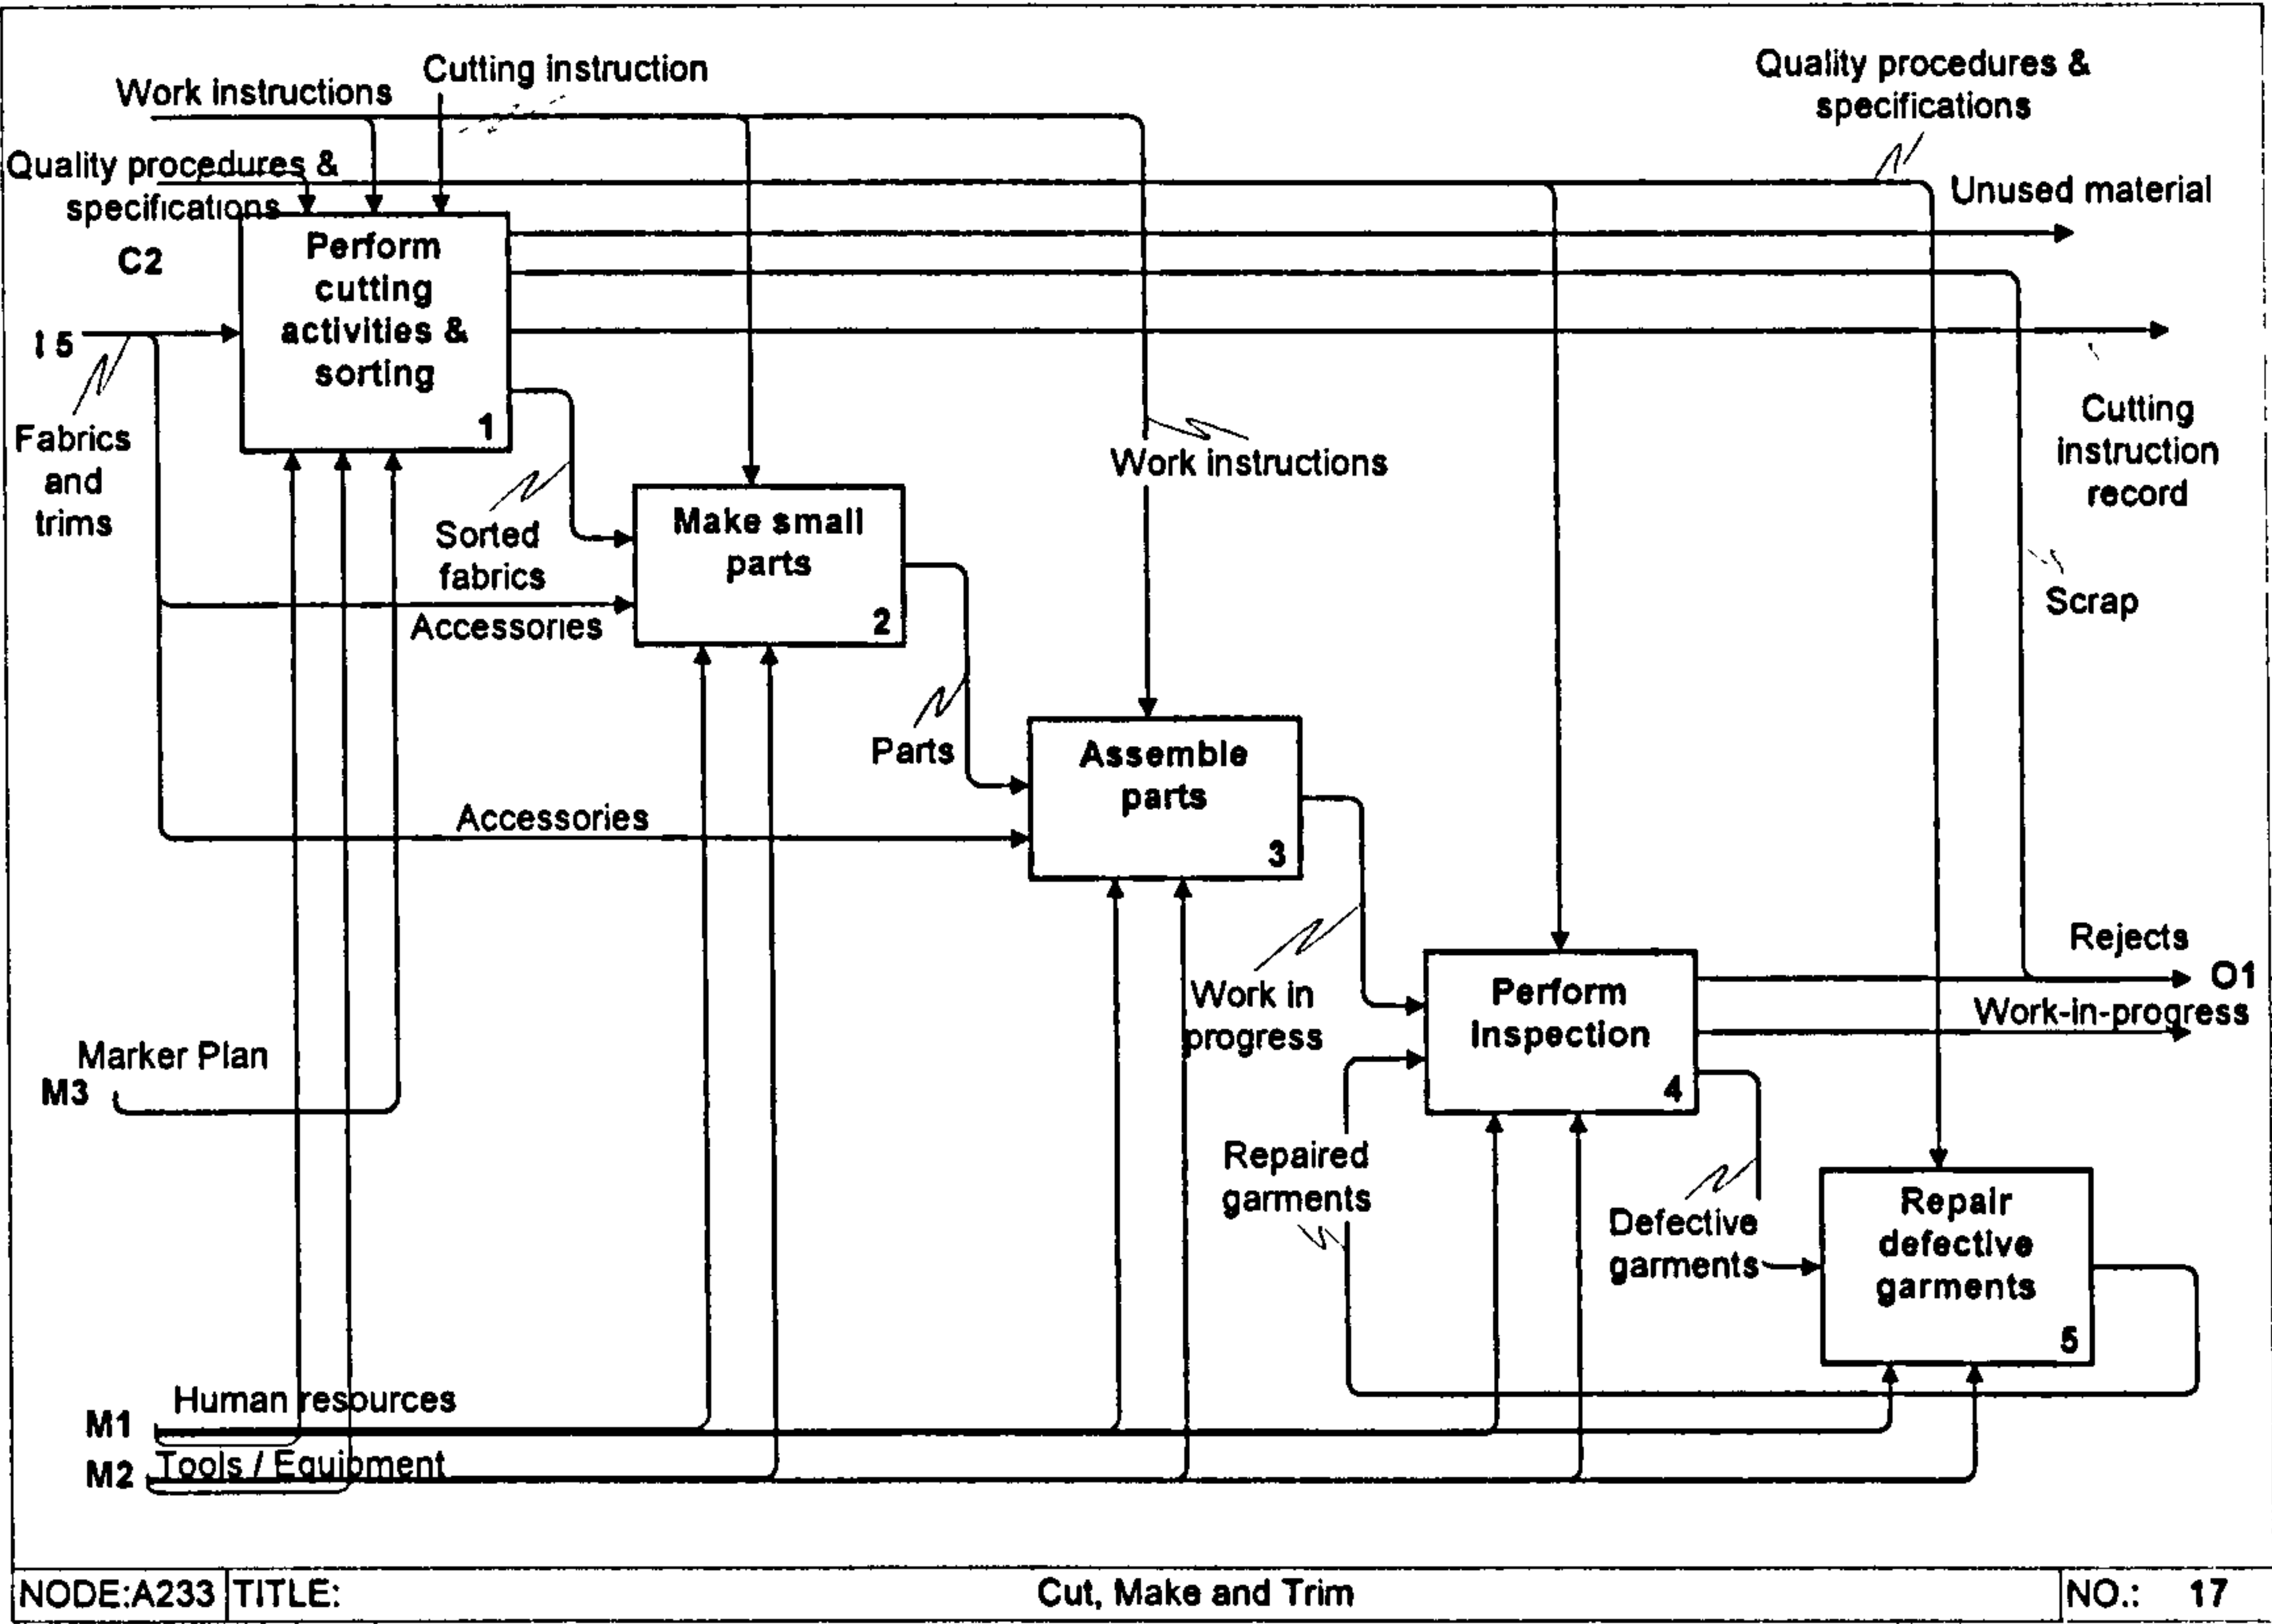 Cutting instruction
Work instructions
Quality procedures &
specifications
Quality procedures &
specifications
Unused material
C2
Perform
cutting
activities &
sorting
1
I 5
Fabrics
and
trims
Cutting
instruction
record
Work instructions
Sorted
fabrics
Make small
parts
2
Accessories
Scrap
Parts
Assemble
parts
3
Accessories
Rejects
O1
Work in
progress
Perform
inspection
4
Work-in-progress
Marker Plan
M3
Repaired
garments
Defective
garments
Repair
defective
garments
5
Human resources
M1
Tools / Equipment
M2
NODE:A233 TITLE: Cut, Make and Trim NO.: 17